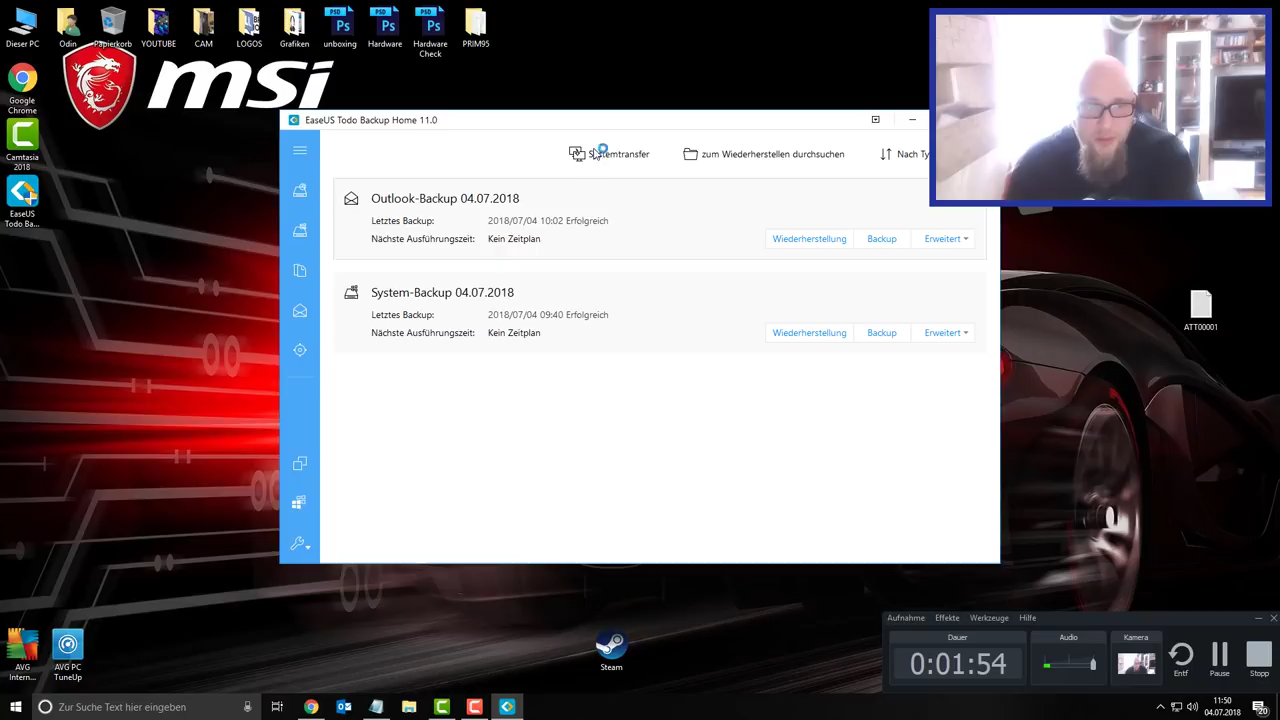 Dieser PC
Odin
Papierkorb
YOUTUBE
CAM
LOGOS
Grafiken
unboxing
Hardware
Hardware
Check
PRIM95
Google
Chrome
Camtasia
2018
EaseUS
Todo Ba...
msi
EaseUS Todo Backup Home 11.0
Systemtransfer
zum Wiederherstellen durchsuchen
Nach Ty
Outlook-Backup 04.07.2018
Letztes Backup: 2018/07/04 10:02 Erfolgreich
Nächste Ausführungszeit: Kein Zeitplan
Wiederherstellung
Backup
Erweitert
System-Backup 04.07.2018
Letztes Backup: 2018/07/04 09:40 Erfolgreich
Nächste Ausführungszeit: Kein Zeitplan
Wiederherstellung
Backup
Erweitert
ATT00001
AVG
Intern...
AVG PC
TuneUp
Steam
Aufnahme Effekte Werkzeuge Hilfe
Dauer
0:01:54
Audio
Kamera
Entf
Pause
Stopp
Zur Suche Text hier eingeben
11:50
04.07.2018
20